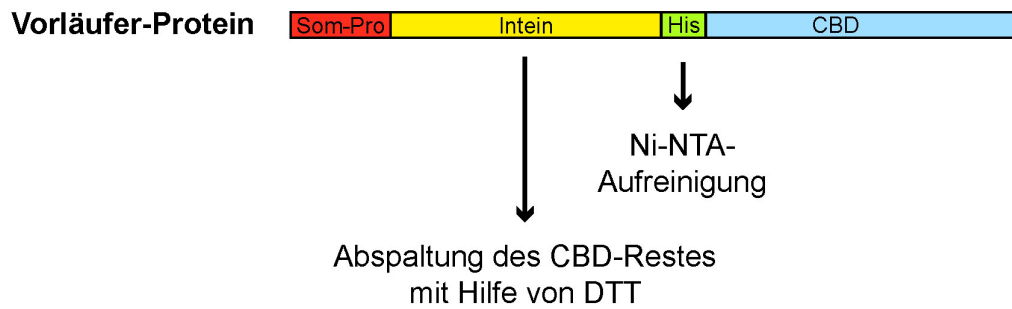 Vorläufer-Protein Som-Pro Intein His CBD
Ni-NTA-
Aufreinigung
Abspaltung des CBD-Restes
mit Hilfe von DTT